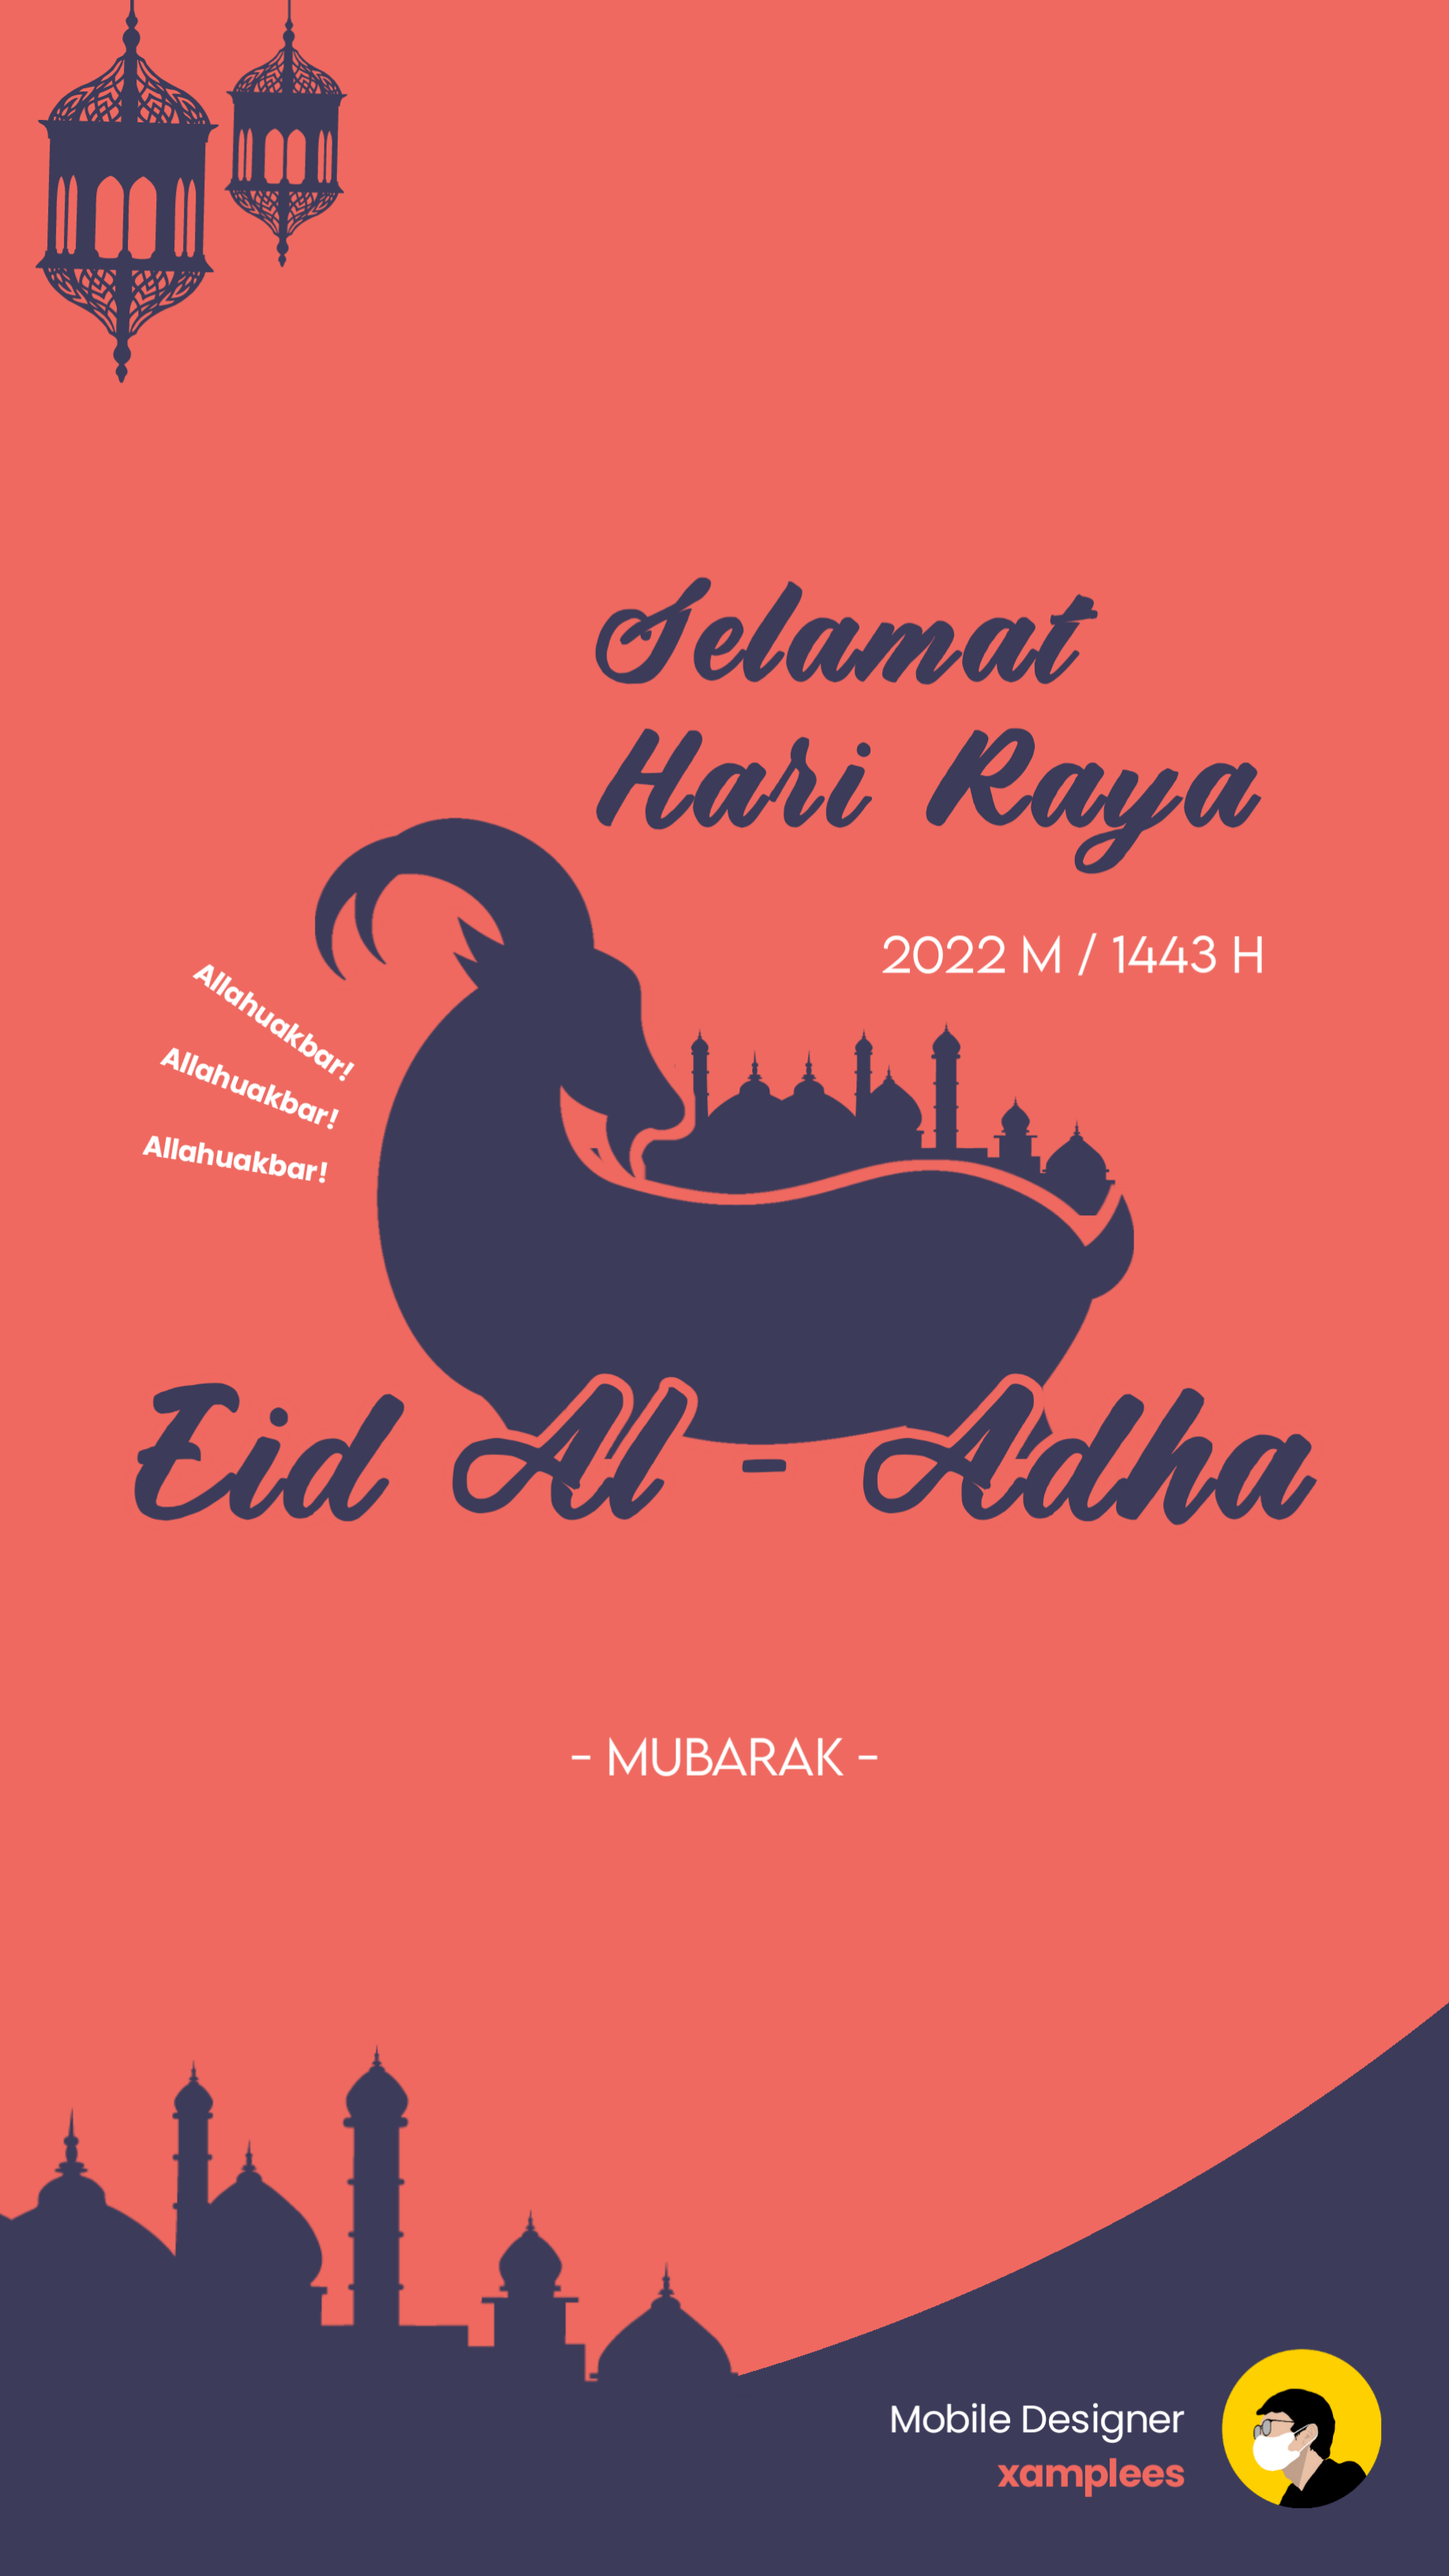 Selamat
Hari Raya
2022 M / 1443 H
Allahuakbar!
Allahuakbar!
Allahuakbar!
Eid Al - Adha
- MUBARAK -
Mobile Designer
xamplees